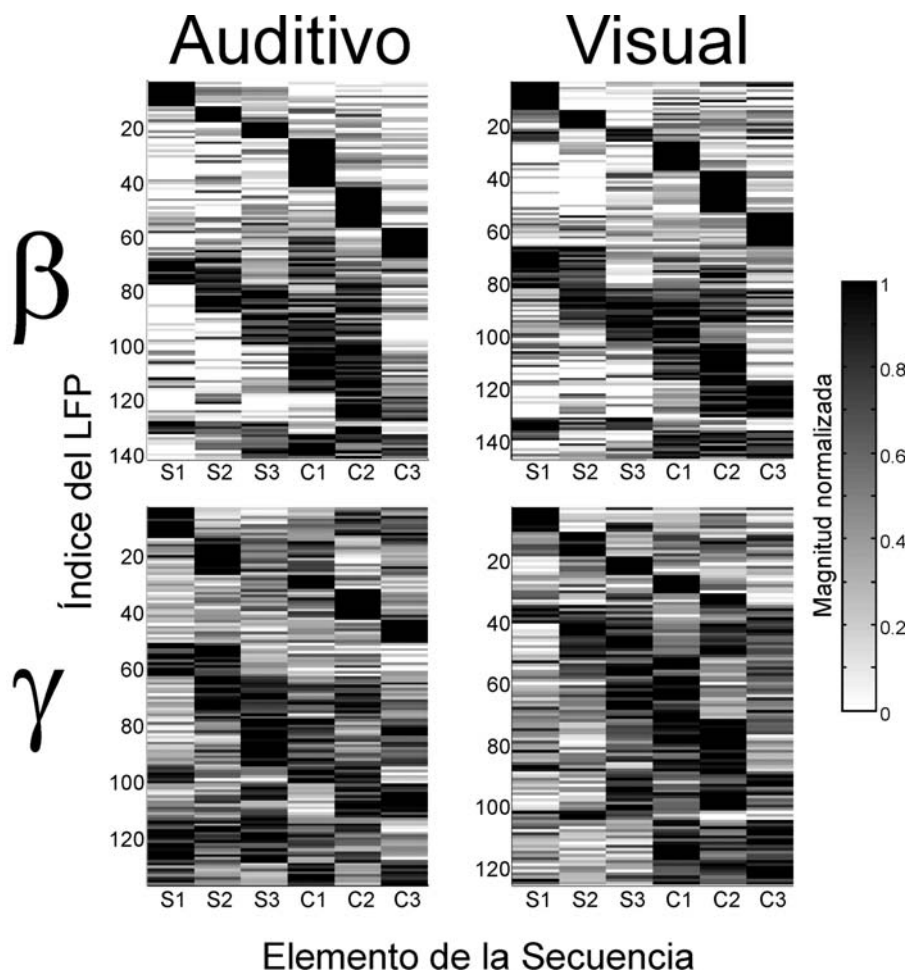 Auditivo
Visual
β
γ
Índice del LFP
20
40
60
80
100
120
140
S1 S2 S3 C1 C2 C3
20
40
60
80
100
120
140
S1 S2 S3 C1 C2 C3
20
40
60
80
100
120
S1 S2 S3 C1 C2 C3
20
40
60
80
100
120
S1 S2 S3 C1 C2 C3
Elemento de la Secuencia
Magnitud normalizada
1
0.8
0.6
0.4
0.2
0